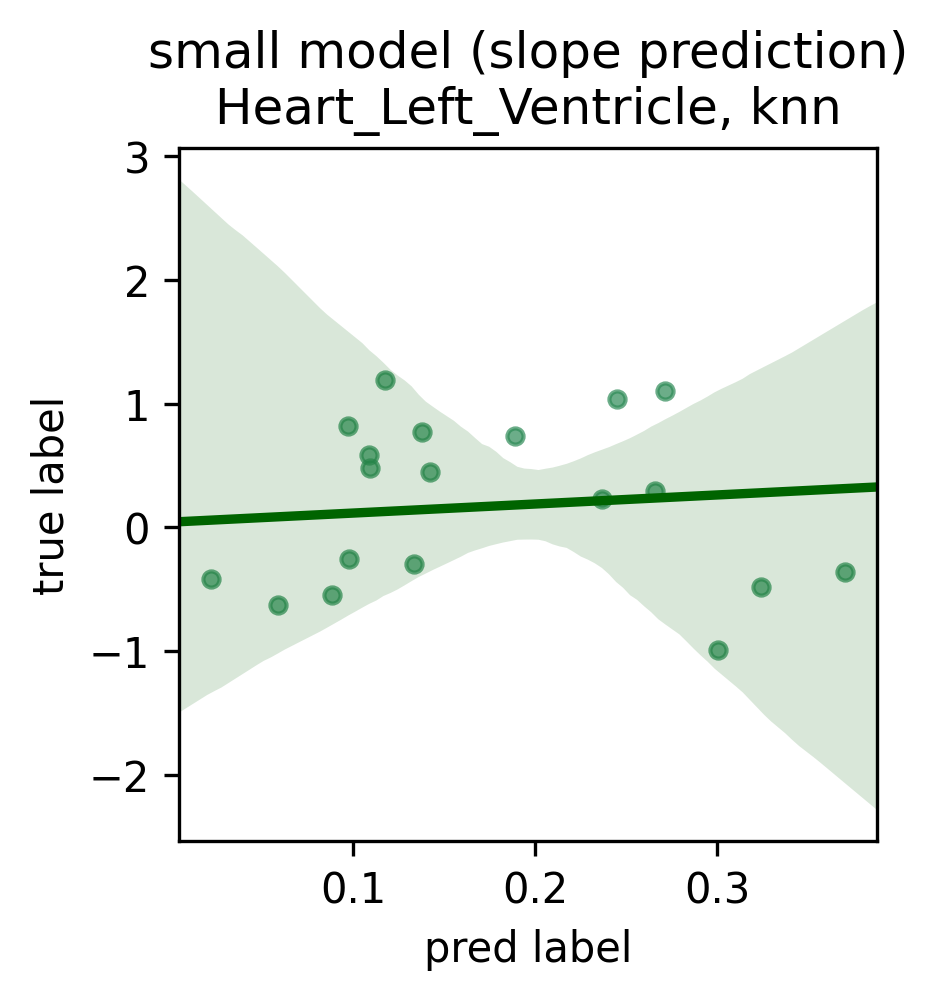 small model (slope prediction)
Heart_Left_Ventricle, knn
3
2
1
0
−1
−2
true label
0.1 0.2 0.3
pred label